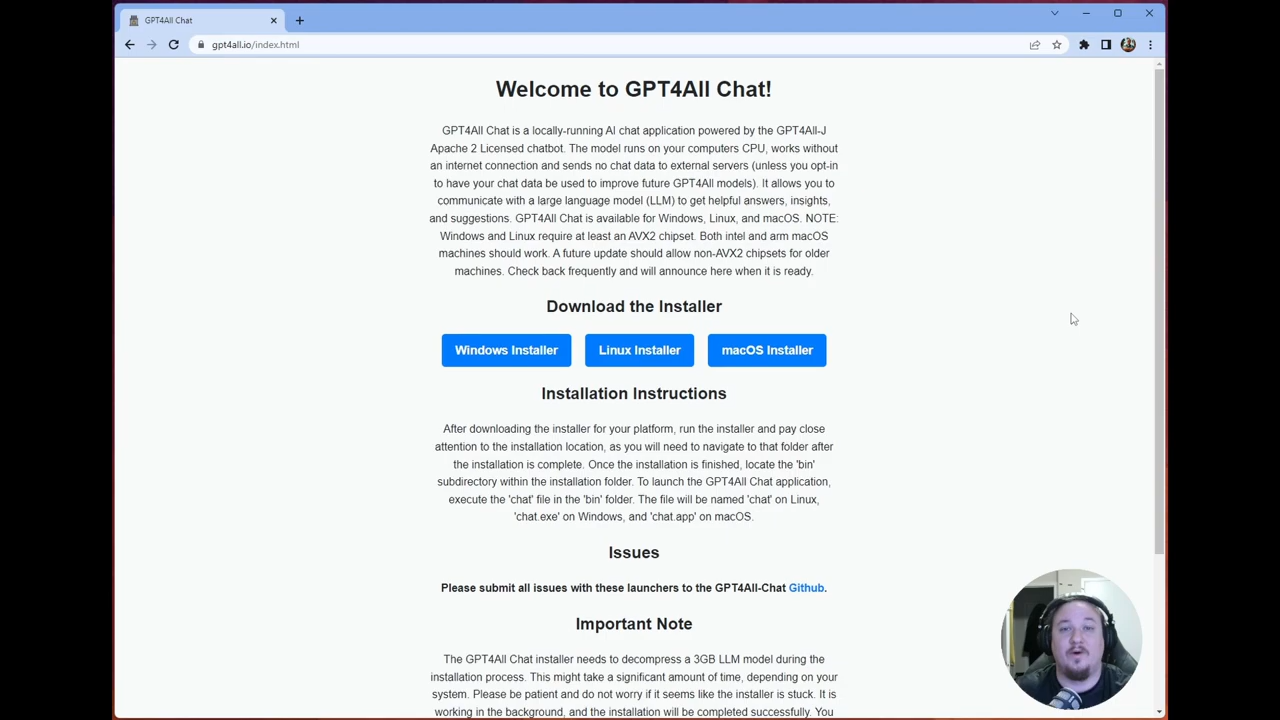 GPT4All Chat
gpt4all.io/index.html
Welcome to GPT4All Chat!
GPT4All Chat is a locally-running AI chat application powered by the GPT4All-J
Apache 2 Licensed chatbot. The model runs on your computers CPU, works without
an internet connection and sends no chat data to external servers (unless you opt-in
to have your chat data be used to improve future GPT4All models). It allows you to
communicate with a large language model (LLM) to get helpful answers, insights,
and suggestions. GPT4All Chat is available for Windows, Linux, and macOS. NOTE:
Windows and Linux require at least an AVX2 chipset. Both intel and arm macOS
machines should work. A future update should allow non-AVX2 chipsets for older
machines. Check back frequently and will announce here when it is ready.
Download the Installer
Windows Installer
Linux Installer
macOS Installer
Installation Instructions
After downloading the installer for your platform, run the installer and pay close
attention to the installation location, as you will need to navigate to that folder after
the installation is complete. Once the installation is finished, locate the 'bin'
subdirectory within the installation folder. To launch the GPT4All Chat application,
execute the 'chat' file in the 'bin' folder. The file will be named 'chat' on Linux,
'chat.exe' on Windows, and 'chat.app' on macOS.
Issues
Please submit all issues with these launchers to the GPT4All-Chat Github.
Important Note
The GPT4All Chat installer needs to decompress a 3GB LLM model during the
installation process. This might take a significant amount of time, depending on your
system. Please be patient and do not worry if it seems like the installer is stuck. It is
working in the background, and the installation will be completed successfully. You